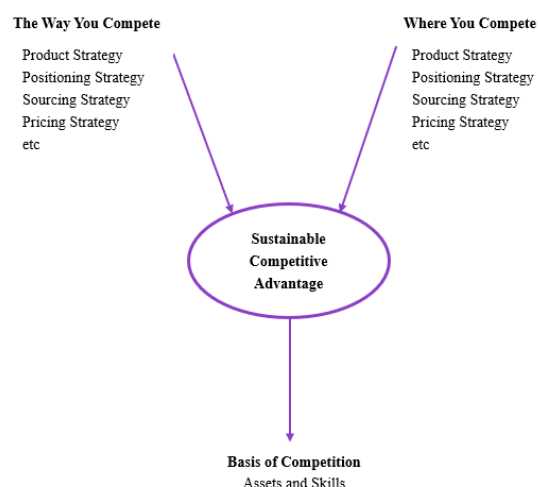 The Way You Compete
Product Strategy
Positioning Strategy
Sourcing Strategy
Pricing Strategy
etc
Where You Compete
Product Strategy
Positioning Strategy
Sourcing Strategy
Pricing Strategy
etc
Sustainable
Competitive
Advantage
Basis of Competition
Assets and Skills